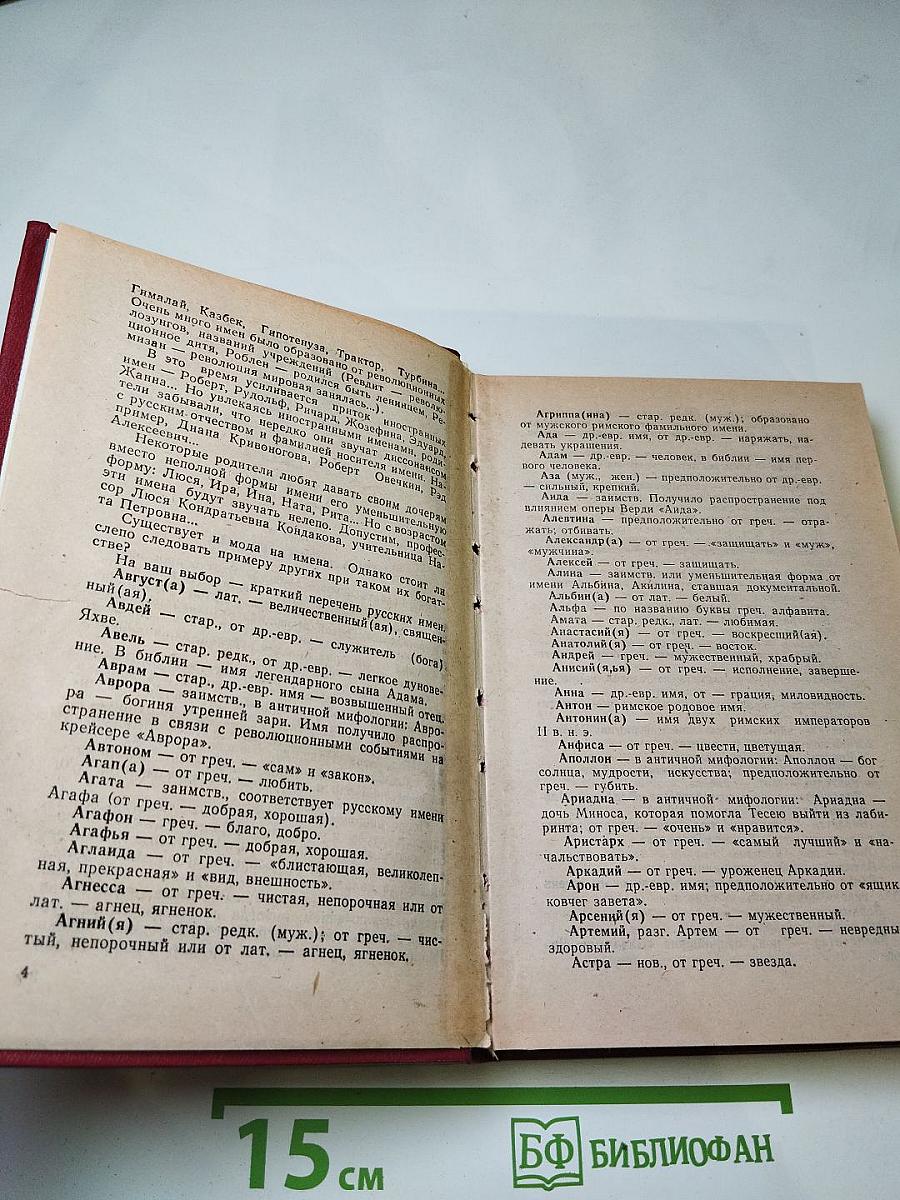 Гималай, Казбек, Гипотенуза, Трактор, Турбина...
Очень много имен было образовано от революционных
лозунгов, названий учреждений (Ревдит — револю-
ционное дитя, Роблен — родился быть ленинцем, Ре-
мизан — революция мировая занялась...).
В это время усиливается приток иностранных
имен — Роберт, Рудольф, Ричард, Жозефина, Эдуард,
Жанна... Но увлекаясь иностранными именами, роди-
тели забывали, что нередко они звучат диссонансом
с русским отчеством и фамилией носителя имени. На-
пример, Диана Кривоногова, Роберт Овечкин, Рэд
Алексеевич...
Некоторые родители любят давать своим дочерям
вместо неполной формы имени его уменьшительную
форму: Люся, Ира, Ина, Ната, Рита... Но с возрастом
эти имена будут звучать нелепо. Допустим, профес-
сор Люся Кондратьевна Кондакова, учительница На-
та Петровна...
Существует и мода на имена. Однако стоит ли
слепо следовать примеру других при таком их богат-
стве?
На ваш выбор — краткий перечень русских имен.
Август(а) — лат. — величественный(ая), священ-
ный(ая).
Авдей — стар., от др.-евр. — служитель (бога)
Яхве.
Авель — стар. редк., от др.-евр. — легкое дунове-
ние. В библии — имя легендарного сына Адама.
Аврам — стар., др.-евр. имя — возвышенный отец.
Аврора — заимств., в античной мифологии: Авро-
ра — богиня утренней зари. Имя получило распро-
странение в связи с революционными событиями на
крейсере «Аврора».
Автоном — от греч. — «сам» и «закон».
Агап(а) — от греч. — любить.
Агата — заимств., соответствует русскому имени
Агафа (от греч. — добрая, хорошая).
Агафон — греч. — благо, добро.
Агафья — от греч. — добрая, хорошая.
Аглаида — от греч. — «блистающая, великолеп-
ная, прекрасная» и «вид, внешность».
Агнесса — от греч. — чистая, непорочная или от
лат. — агнец, ягненок.
Агний(я) — стар. редк. (муж.); от греч. — чис-
тый, непорочный или от лат. — агнец, ягненок.
4
Агриппа(ина) — стар. редк. (муж.); образовано
от мужского римского фамильного имени.
Ада — др.-евр. имя, от др.-евр. — наряжать, на-
девать украшения.
Адам — др.-евр. — человек, в библии — имя пер-
вого человека.
Аза (муж., жен.) — предположительно от др.-евр.
— сильный, крепкий.
Аида — заимств. Получило распространение под
влиянием оперы Верди «Аида».
Алевтина — предположительно от греч. — отра-
жать; отбивать.
Александр(а) — от греч. — «защищать» и «муж»,
«мужчина».
Алексей — от греч. — защищать.
Алина — заимств. или уменьшительная форма от
имени Альбина, Акилина, ставшая документальной.
Альбин(а) — от лат. — белый.
Альфа — по названию буквы греч. алфавита.
Амата — стар. редк., лат. — любимая.
Анастасий(я) — от греч. — воскресший(ая).
Анатолий(я) — от греч. — восток.
Андрей — греч. — мужественный, храбрый.
Анисий(я,ья) — от греч. — исполнение, заверше-
ние.
Анна — др.-евр. имя, от — грация, миловидность.
Антон — римское родовое имя.
Антонин(а) — имя двух римских императоров
II в. н. э.
Анфиса — от греч. — цвести, цветущая.
Аполлон — в античной мифологии: Аполлон — бог
солнца, мудрости, искусства; предположительно от
греч. — губить.
Ариадна — в античной мифологии: Ариадна —
дочь Миноса, которая помогла Тесею выйти из лаби-
ринта; от греч. — «очень» и «нравится».
Аристарх — от греч. — «самый лучший» и «на-
чальствовать».
Аркадий — от греч. — уроженец Аркадии.
Арон — др.-евр. имя; предположительно от «ящик,
ковчег завета».
Арсений(я) — от греч. — мужественный.
Артемий, разг. Артем — от греч. — невредны
здоровый.
Астра — нов., от греч. — звезда.
15 см
БФ БИБЛИОФАН